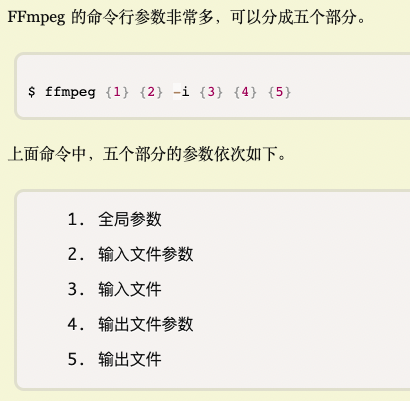 FFmpeg 的命令行参数非常多，可以分成五个部分。
$ ffmpeg {1} {2} -i {3} {4} {5}
上面命令中，五个部分的参数依次如下。
1. 全局参数
2. 输入文件参数
3. 输入文件
4. 输出文件参数
5. 输出文件